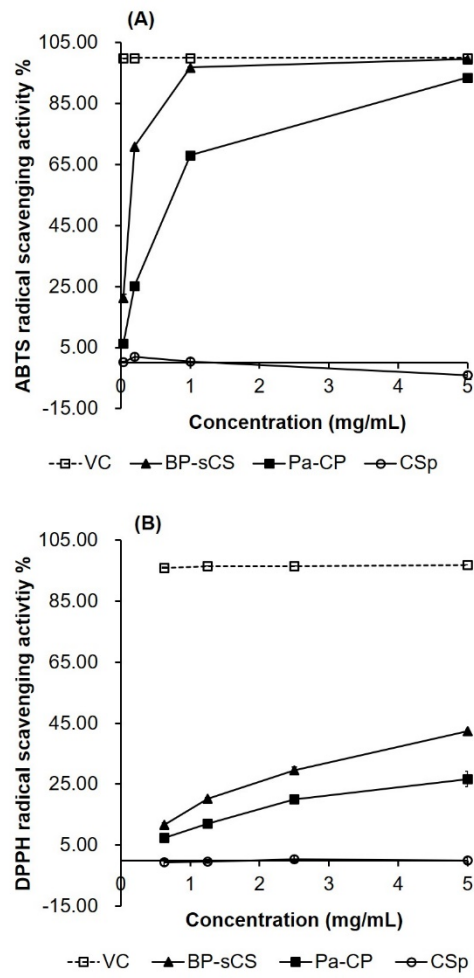 (A)
105.00
85.00
65.00
45.00
25.00
5.00
-15.00
ABTS radical scavenging activity %
0 1 2 3 4 5
Concentration (mg/mL)
VC BP-sCS Pa-CP CSp
(B)
105.00
85.00
65.00
45.00
25.00
5.00
-15.00
DPPH radical scavenging activtiy %
0 1 2 3 4 5
Concentration (mg/mL)
VC BP-sCS Pa-CP CSp